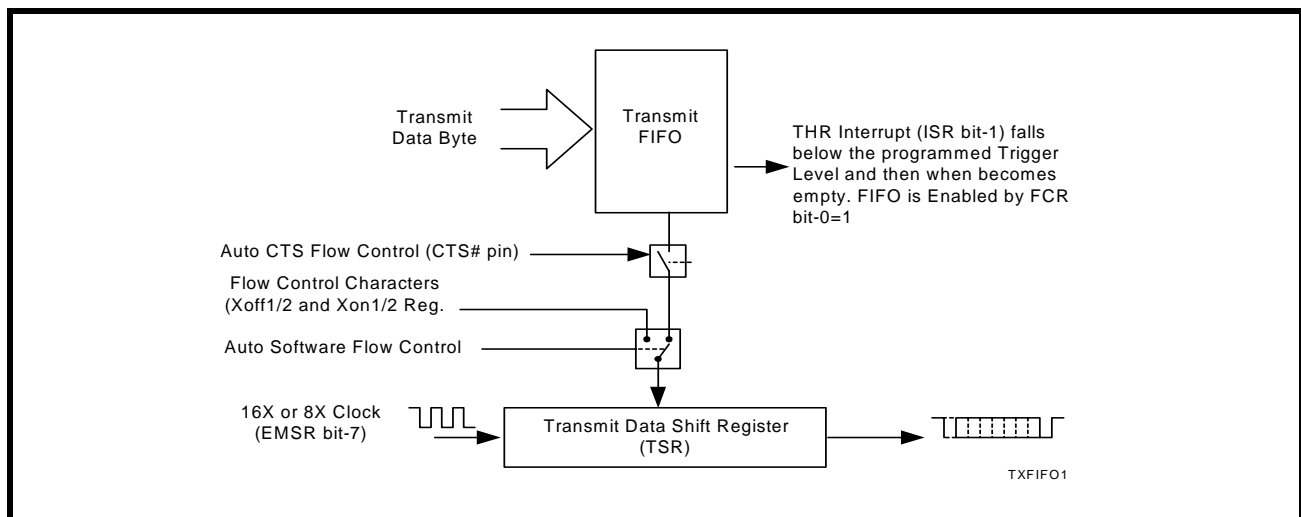 Transmit
Data Byte
Transmit
FIFO
THR Interrupt (ISR bit-1) falls
below the programmed Trigger
Level and then when becomes
empty. FIFO is Enabled by FCR
bit-0=1
Auto CTS Flow Control (CTS# pin)
Flow Control Characters
(Xoff1/2 and Xon1/2 Reg.
Auto Software Flow Control
16X or 8X Clock
(EMSR bit-7)
Transmit Data Shift Register
(TSR)
TXFIFO1